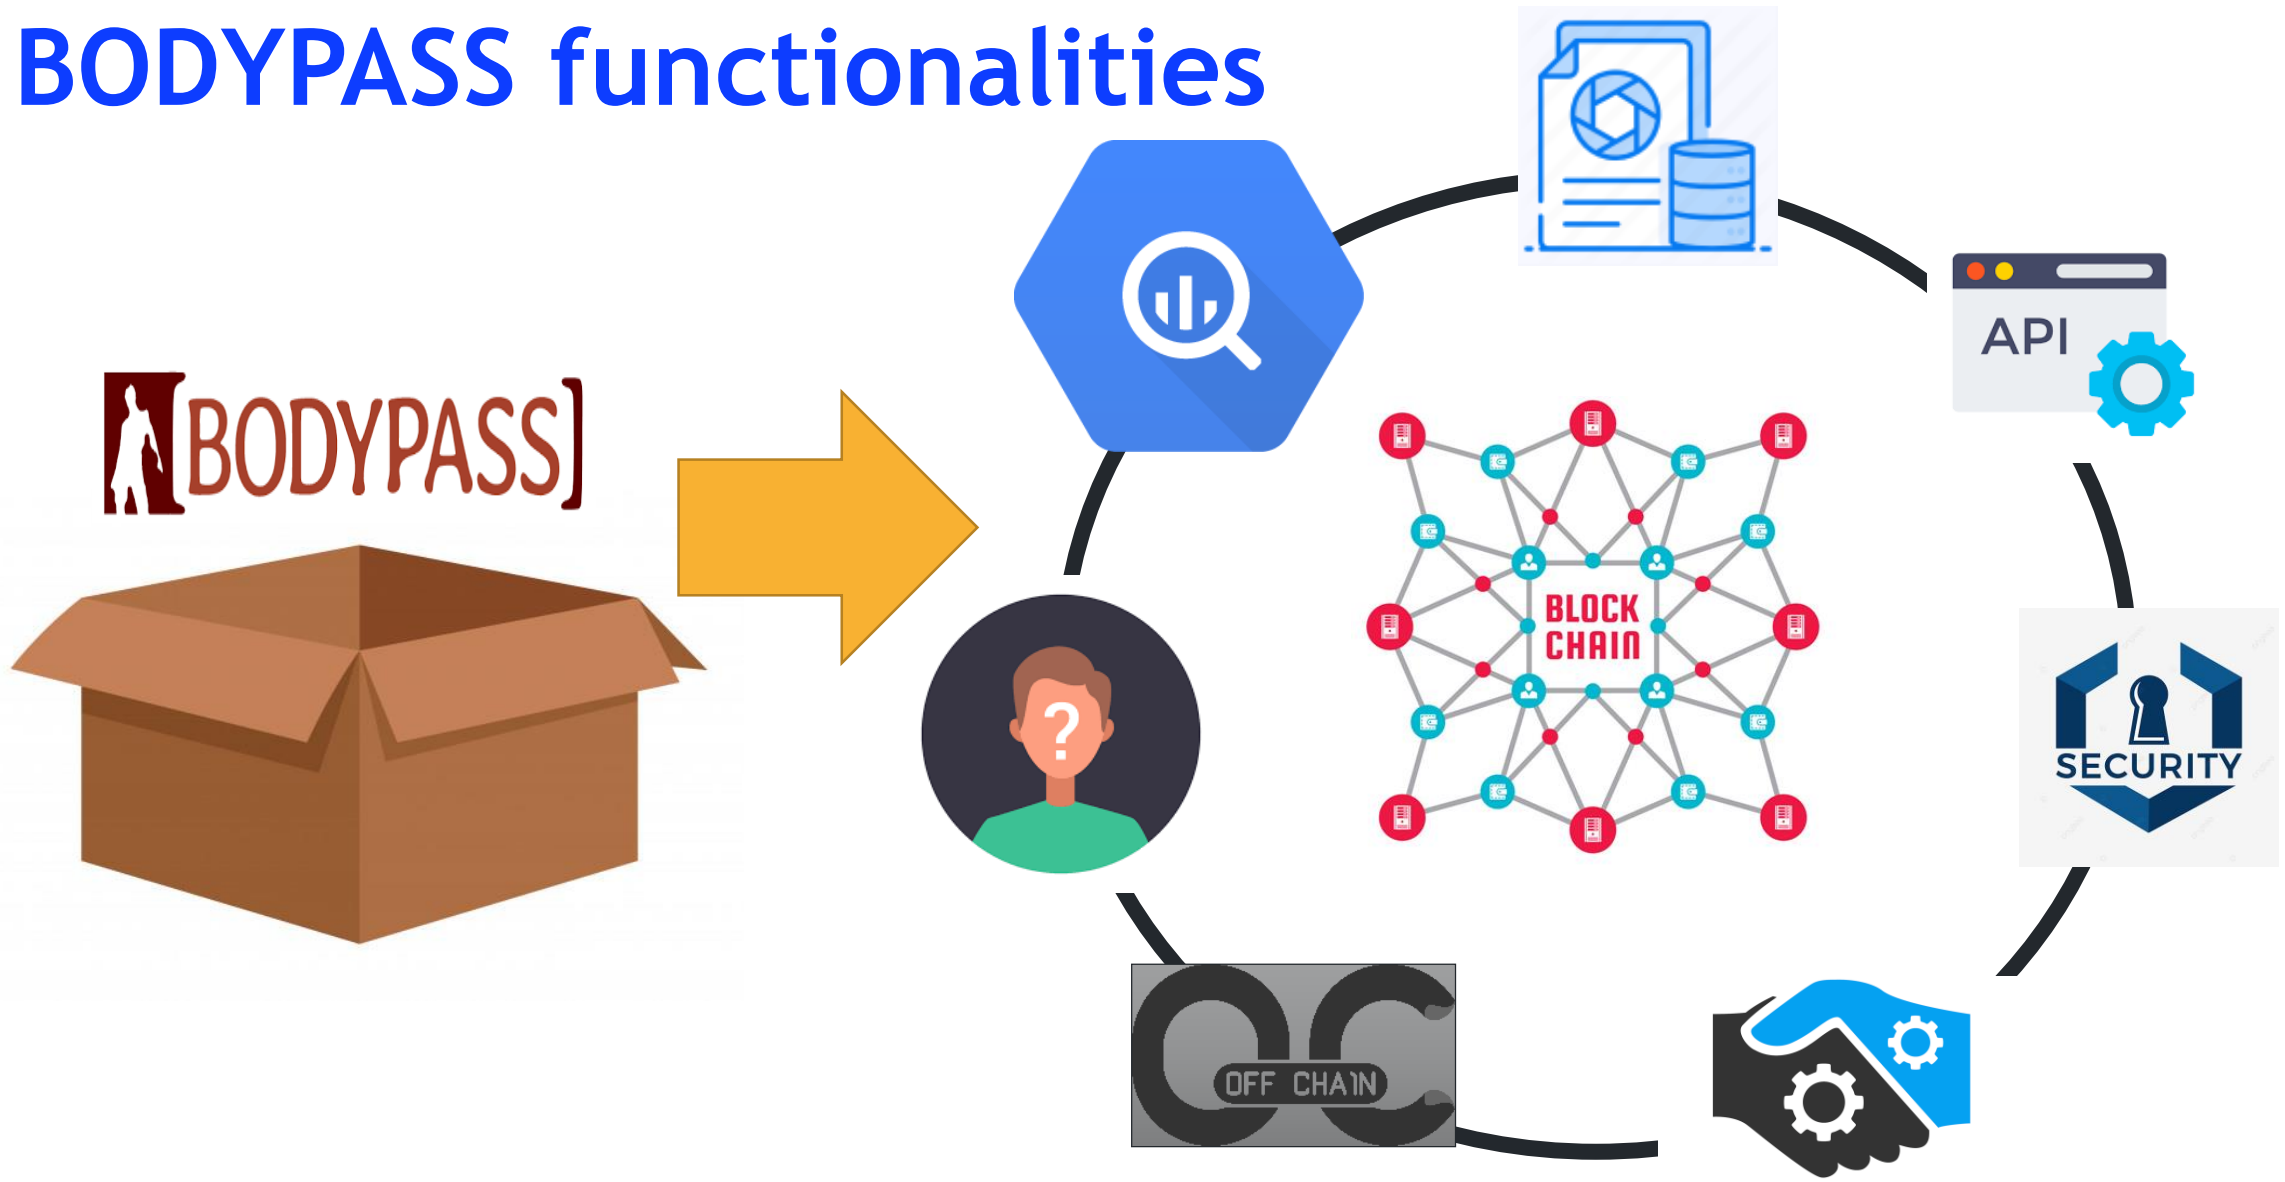 BODYPASS functionalities
API
[BODYPASS]
BLOCK
CHAIN
?
SECURITY
OFF CHAIN